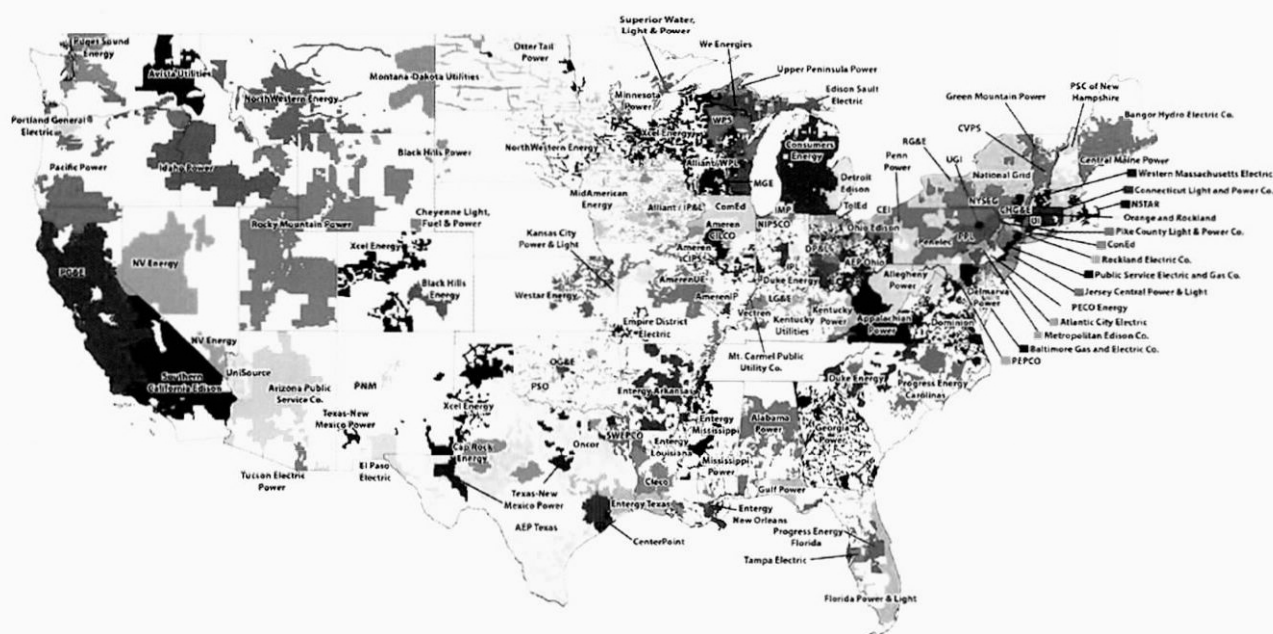 Superior Water,
Light & Power
We Energies
Otter Tail
Power
Puget Sound
Energy
Avista Utilities
Montana-Dakota Utilities
Upper Peninsula Power
PSC of New
Hampshire
NorthWestern Energy
Minnesota
Power
Edison Sault
Electric
Green Mountain Power
Bangor Hydro Electric Co.
Portland General
Electric
WPS
CVPS
Xcel Energy
Consumers
Energy
RG&E
Pacific Power
Idaho Power
Black Hills Power
NorthWestern Energy
Alliant/WPL
Penn
Power
UGI
National Grid
Central Maine Power
Western Massachusetts Electric
MGE
Detroit
Edison
MidAmerican
Energy
Connecticut Light and Power Co.
Alliant / IP&L
ComEd
IMP
TolEd
CEI
NYSEG
CHG&E
NSTAR
Rocky Mountain Power
Cheyenne Light,
Fuel & Power
NIPSCO
Ohio Edison
UI
Orange and Rockland
Kansas City
Power & Light
Ameren
CILCO
Penelec
PPL
Pike County Light & Power Co.
Xcel Energy
Ameren
CIPS
DP&L
AEP Ohio
ConEd
NV Energy
PG&E
IPL
Allegheny
Power
Rockland Electric Co.
Black Hills
Energy
Westar Energy
AmerenUE
Duke Energy
Public Service Electric and Gas Co.
AmerenIP
LG&E
Delmarva
Power
Jersey Central Power & Light
Vectren
Kentucky
Utilities
Kentucky
Power
Appalachian
Power
PECO Energy
Empire District
Electric
Dominion
Atlantic City Electric
NV Energy
Metropolitan Edison Co.
Mt. Carmel Public
Utility Co.
Baltimore Gas and Electric Co.
PEPCO
Southern
California Edison
UniSource
OG&E
Arizona Public
Service Co.
PNM
PSO
Entergy Arkansas
Duke Energy
Progress Energy
Carolinas
Xcel Energy
Texas-New
Mexico Power
Entergy
Mississippi
Alabama
Power
Georgia
Power
SWEPCO
Oncor
Cap Rock
Energy
Entergy
Louisiana
Mississippi
Power
El Paso
Electric
Tucson Electric
Power
Cleco
Gulf Power
Texas-New
Mexico Power
Entergy Texas
Entergy
New Orleans
AEP Texas
CenterPoint
Progress Energy
Florida
Tampa Electric
Florida Power & Light